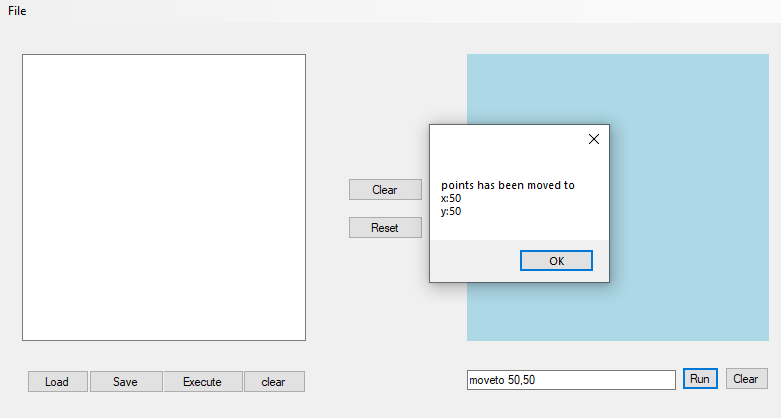 File
points has been moved to
x:50
y:50
Clear
Reset
OK
Load
Save
Execute
clear
moveto 50,50
Run
Clear